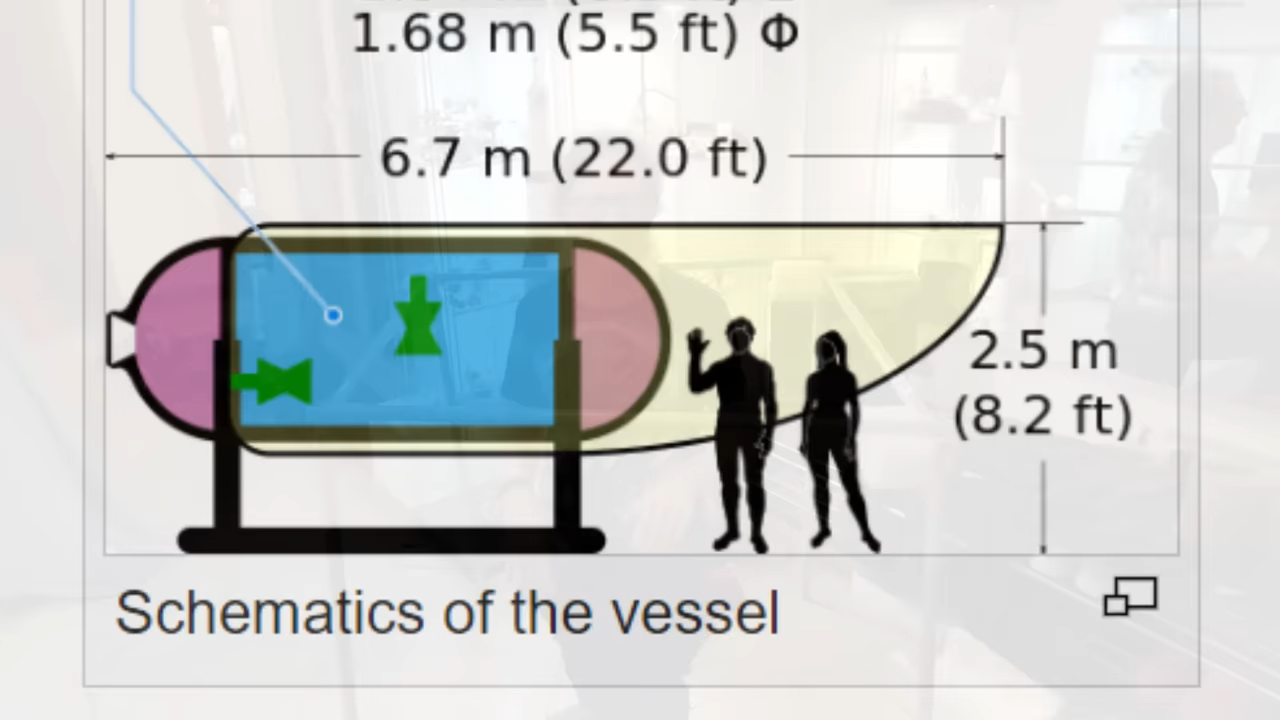 1.68 m (5.5 ft) Φ
6.7 m (22.0 ft)
2.5 m
(8.2 ft)
Schematics of the vessel